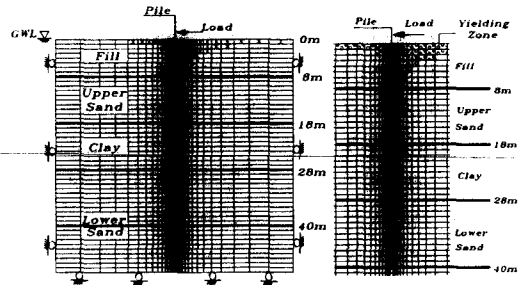 Pile
Load
GWL
0m
Fill
8m
Upper
Sand
18m
Clay
28m
Lower
Sand
40m
Pile
Load
Yielding
Zone
Fill
8m
Upper
Sand
18m
Clay
28m
Lower
Sand
40m